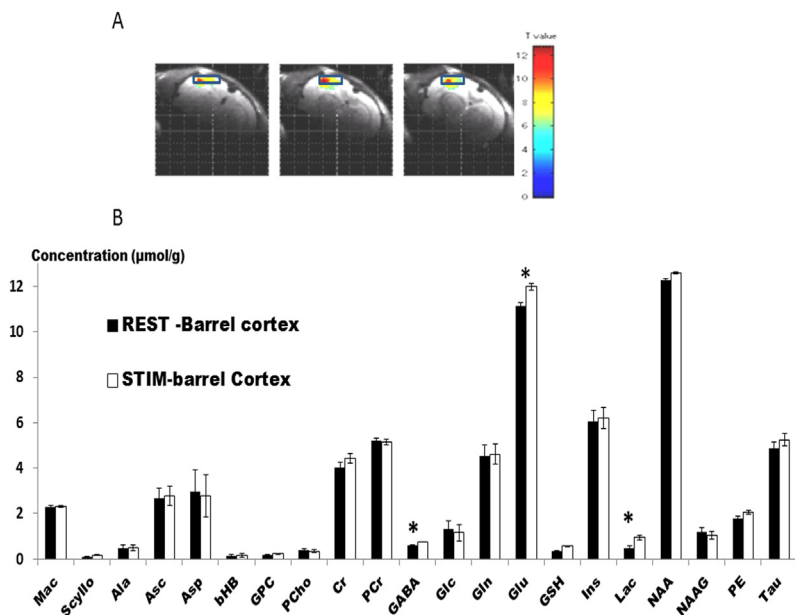 A
T value
12
10
8
6
4
2
0
B
Concentration (µmol/g)
12
10
8
6
4
2
0
REST -Barrel cortex
STIM-barrel Cortex
*
*
*
Mac Scyllo Ala Asc Asp bHB GPC PCho Cr PCr GABA Glc Gln Glu GSH Ins Lac NAA NAAG PE Tau